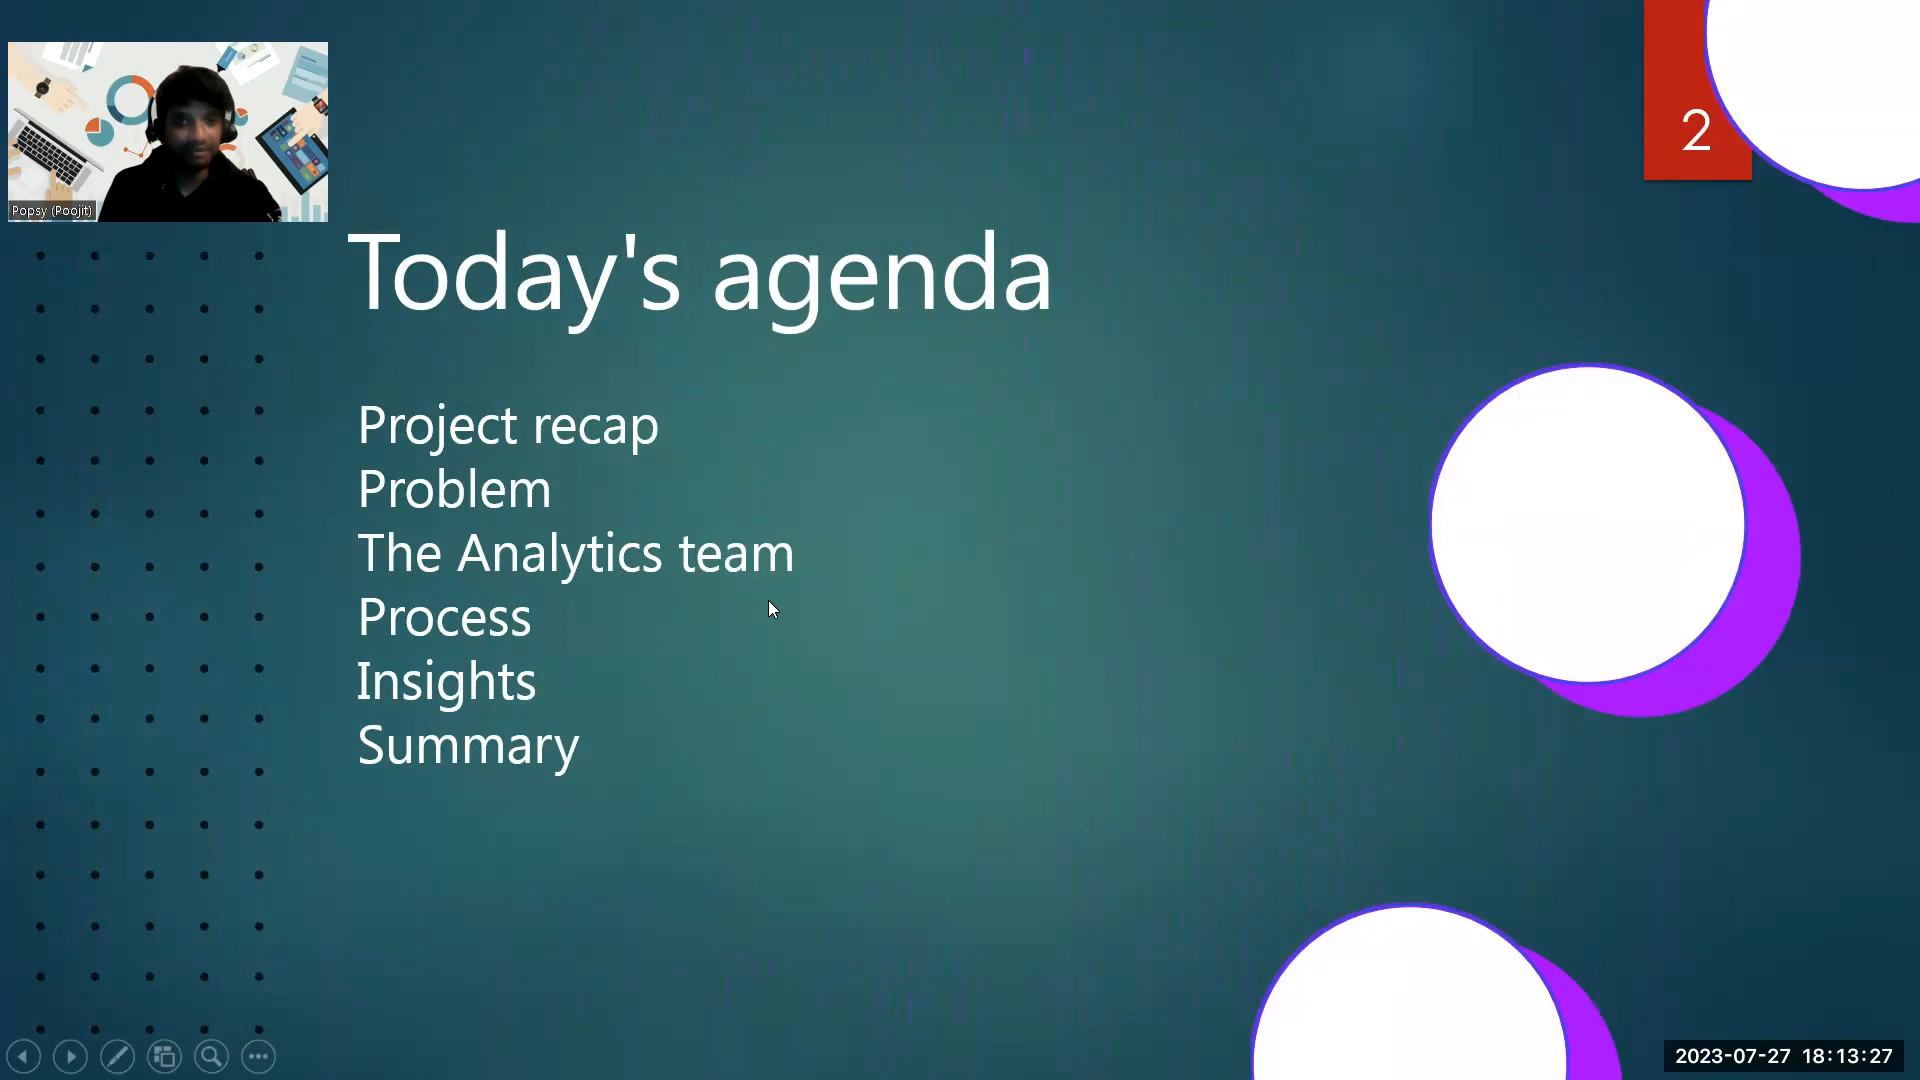 Popsy (Poojit)
2
Today's agenda
Project recap
Problem
The Analytics team
Process
Insights
Summary
2023-07-27 18:13:27